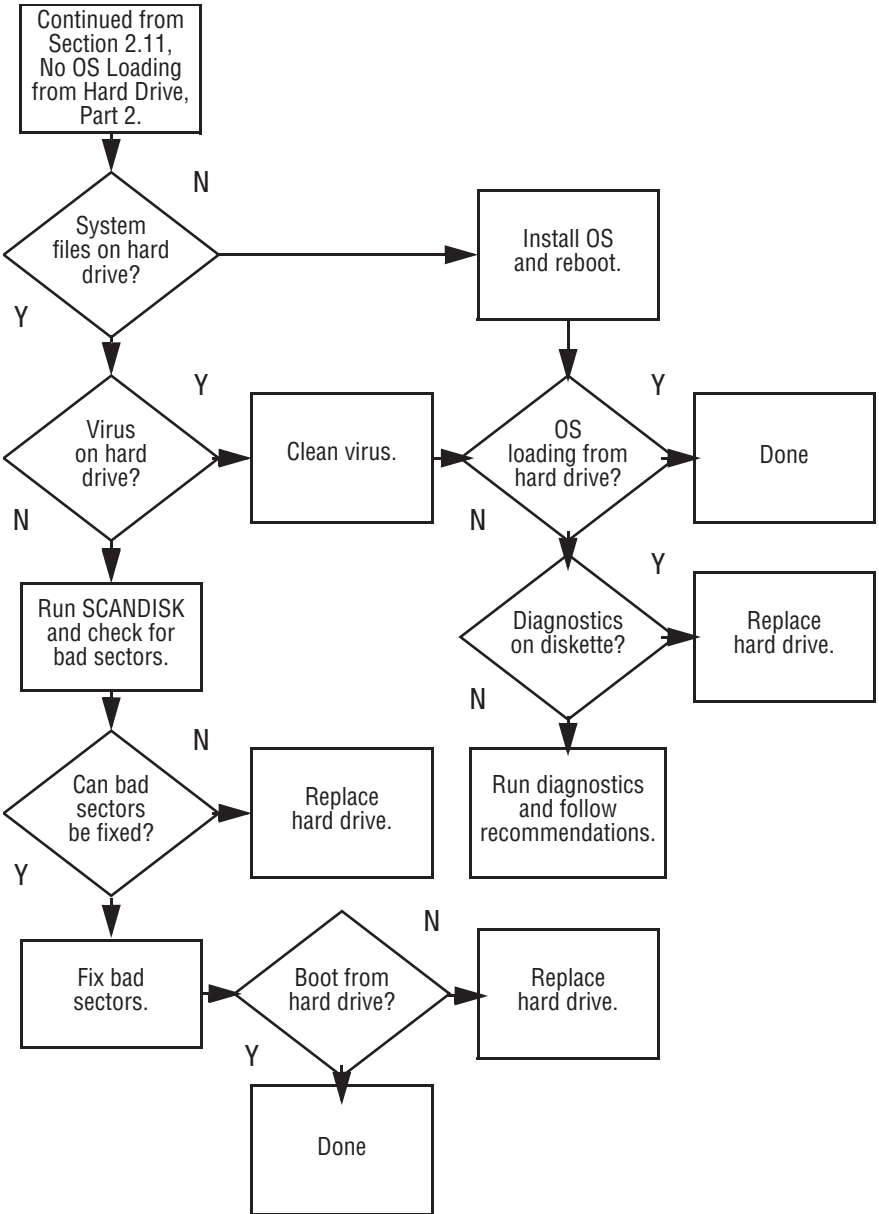 Continued from
Section 2.11,
No OS Loading
from Hard Drive,
Part 2.
N
System
files on hard
drive?
Y
Install OS
and reboot.
Y
Virus
on hard
drive?
N
Clean virus.
OS
loading from
hard drive?
Y
N
Done
Run SCANDISK
and check for
bad sectors.
Diagnostics
on diskette?
Y
N
Replace
hard drive.
Can bad
sectors
be fixed?
N
Y
Replace
hard drive.
Run diagnostics
and follow
recommendations.
Fix bad
sectors.
Boot from
hard drive?
N
Y
Replace
hard drive.
Done